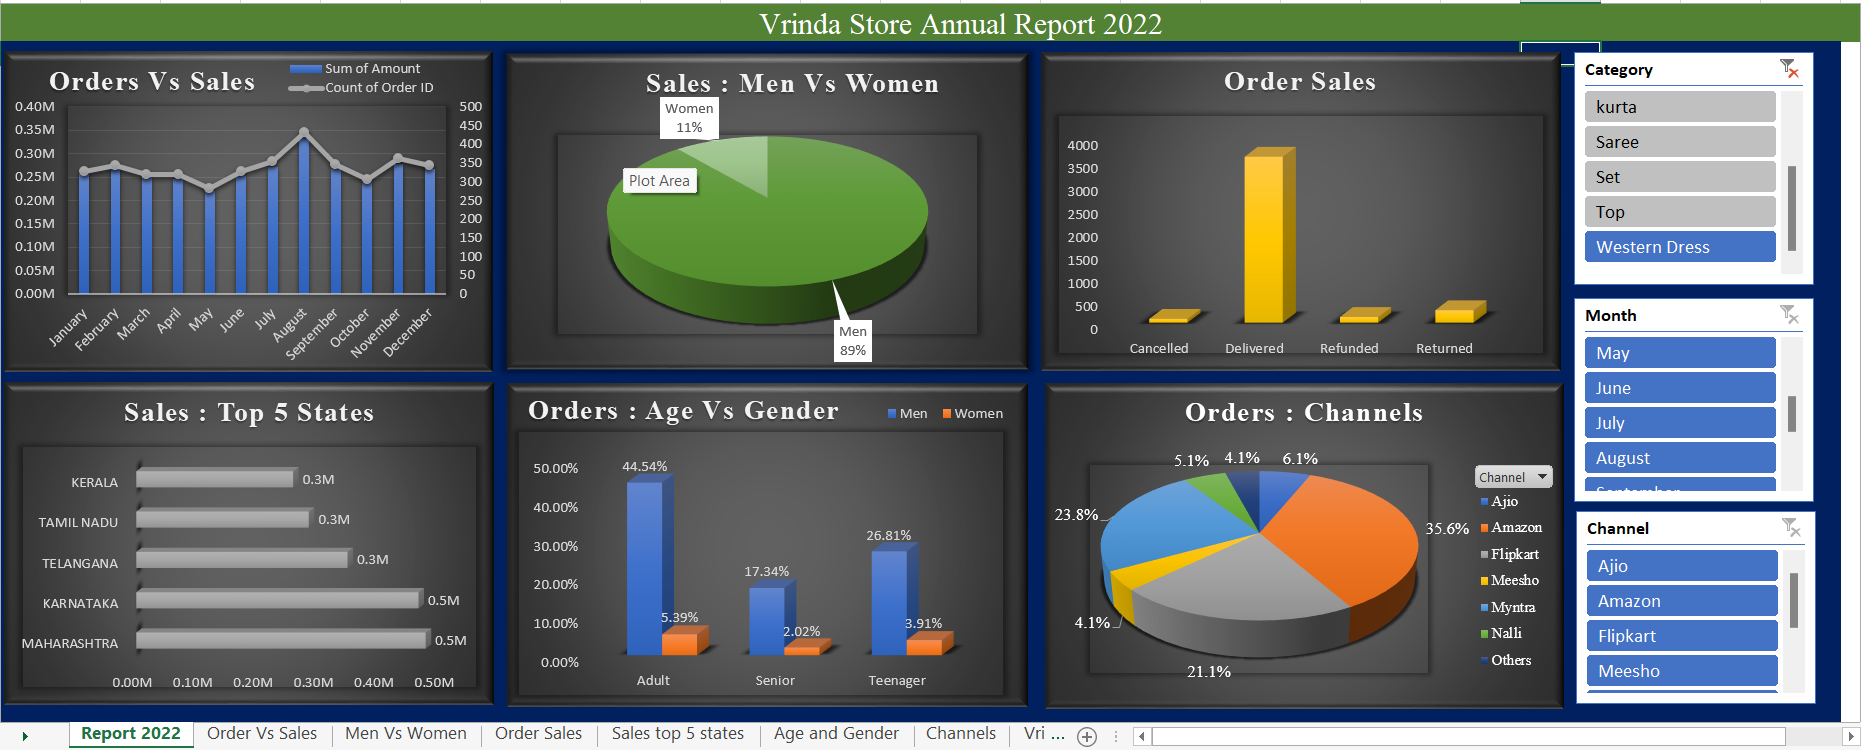 Vrinda Store Annual Report 2022
Orders Vs Sales
Sum of Amount
Count of Order ID
0.40M
0.35M
0.30M
0.25M
0.20M
0.15M
0.10M
0.05M
0.00M
500
450
400
350
300
250
200
150
100
50
0
January
February
March
April
May
June
July
August
September
October
November
December
Sales : Men Vs Women
Women
11%
Plot Area
Men
89%
Order Sales
4000
3500
3000
2500
2000
1500
1000
500
0
Cancelled Delivered Refunded Returned
Category
kurta
Saree
Set
Top
Western Dress
Month
May
June
July
August
September
Channel
Ajio
Amazon
Flipkart
Meesho
Sales : Top 5 States
KERALA 0.3M
TAMIL NADU 0.3M
TELANGANA 0.3M
KARNATAKA 0.5M
MAHARASHTRA 0.5M
0.00M 0.10M 0.20M 0.30M 0.40M 0.50M
Orders : Age Vs Gender
Men Women
50.00%
40.00%
30.00%
20.00%
10.00%
0.00%
44.54%
5.39%
17.34%
2.02%
26.81%
3.91%
Adult Senior Teenager
Orders : Channels
5.1% 4.1% 6.1%
23.8%
35.6%
4.1%
21.1%
Channel
Ajio
Amazon
Flipkart
Meesho
Myntra
Nalli
Others
Report 2022 Order Vs Sales Men Vs Women Order Sales Sales top 5 states Age and Gender Channels Vri ...